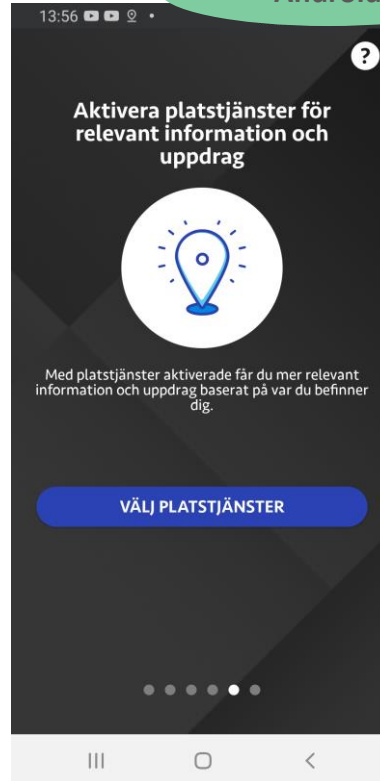 13:56
?
Aktivera platstjänster för
relevant information och
uppdrag
Med platstjänster aktiverade får du mer relevant
information och uppdrag baserat på var du befinner
dig.
VÄLJ PLATSTJÄNSTER